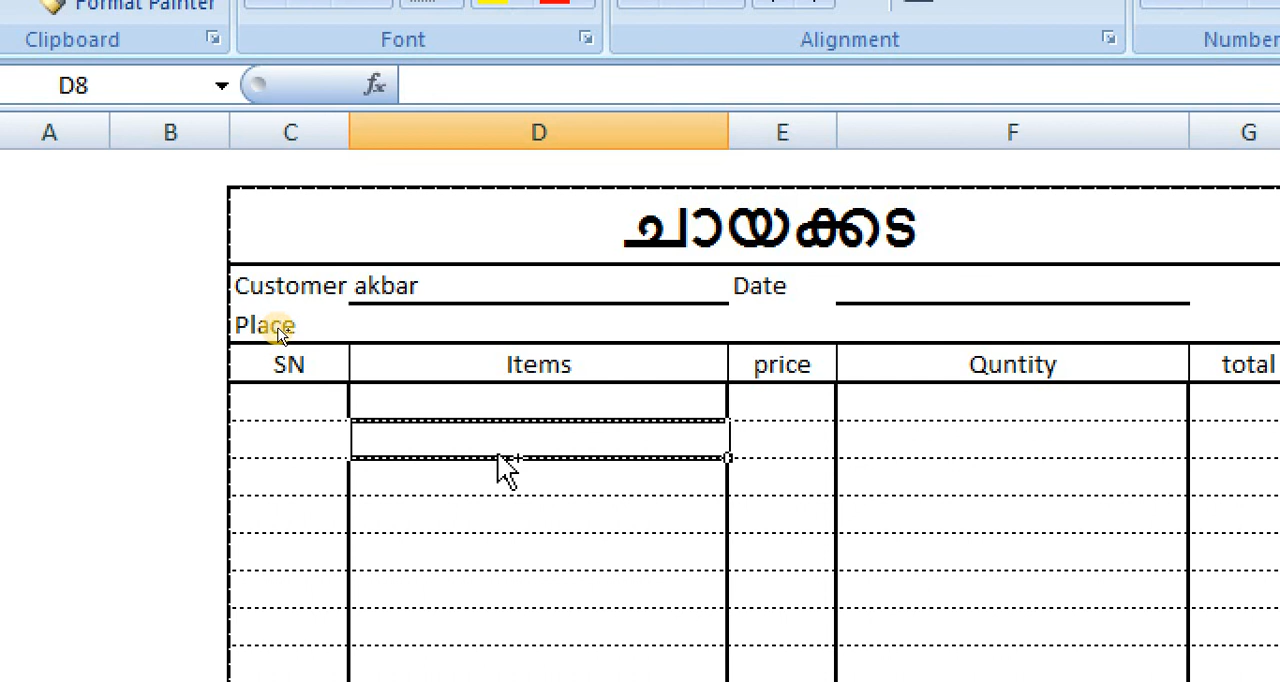 Format Painter
Clipboard Font Alignment Number
D8 fx
A B C D E F G
ചായക്കട
Customer akbar Date
Place
SN Items price Quntity total